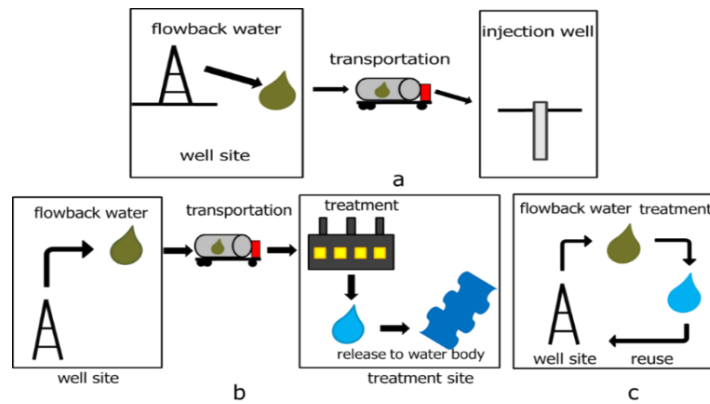 flowback water
transportation
injection well
well site
a
flowback water
transportation
treatment
release to water body
well site
treatment site
b
flowback water
treatment
well site
reuse
c